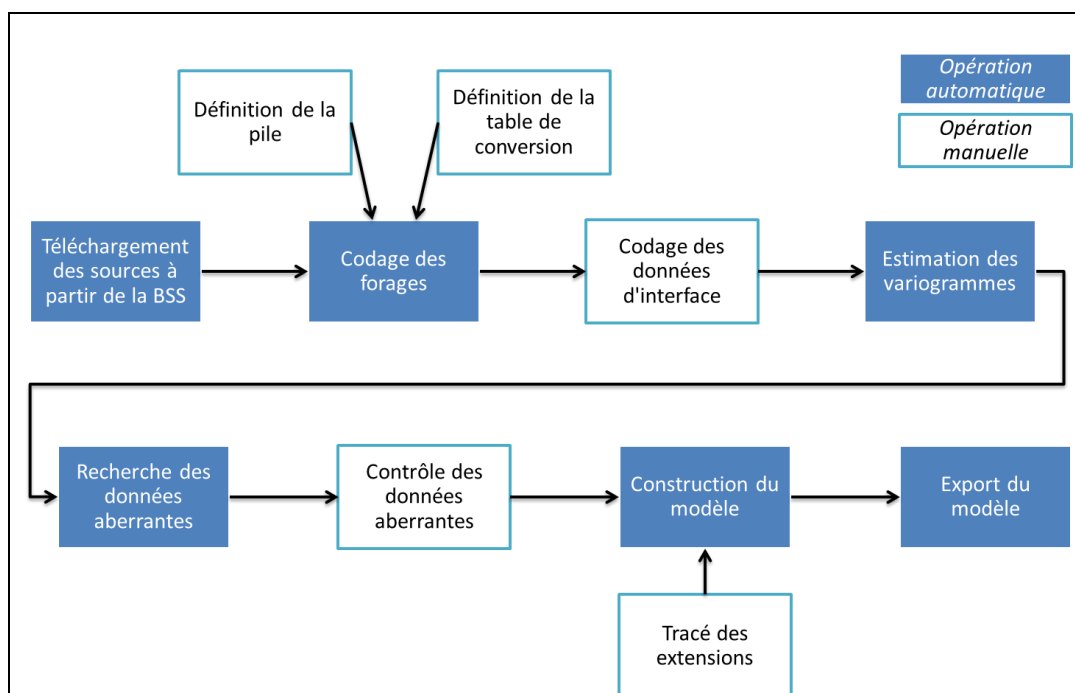 Opération
automatique
Opération
manuelle
Définition de la
pile
Définition de la
table de
conversion
Téléchargement
des sources à
partir de la BSS
Codage des
forages
Codage des
données
d'interface
Estimation des
variogrammes
Recherche des
données
aberrantes
Contrôle des
données
aberrantes
Construction du
modèle
Export du
modèle
Tracé des
extensions